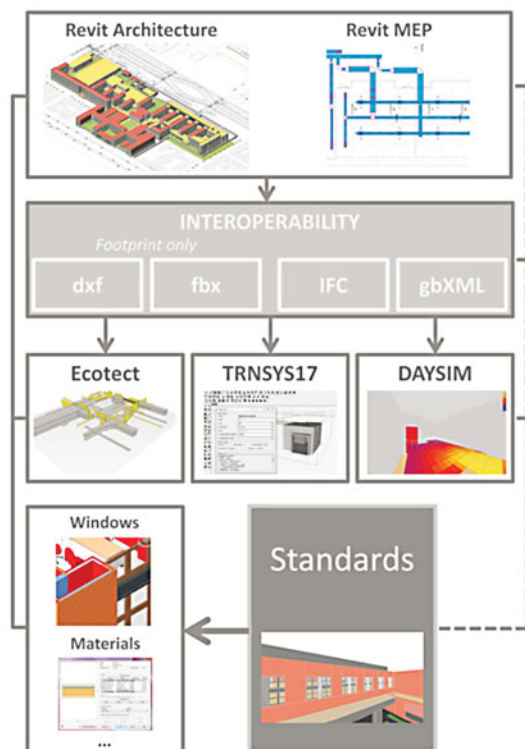 Revit Architecture
Revit MEP
INTEROPERABILITY
Footprint only
dxf
fbx
IFC
gbXML
Ecotect
TRNSYS17
DAYSIM
Windows
Standards
Materials
...